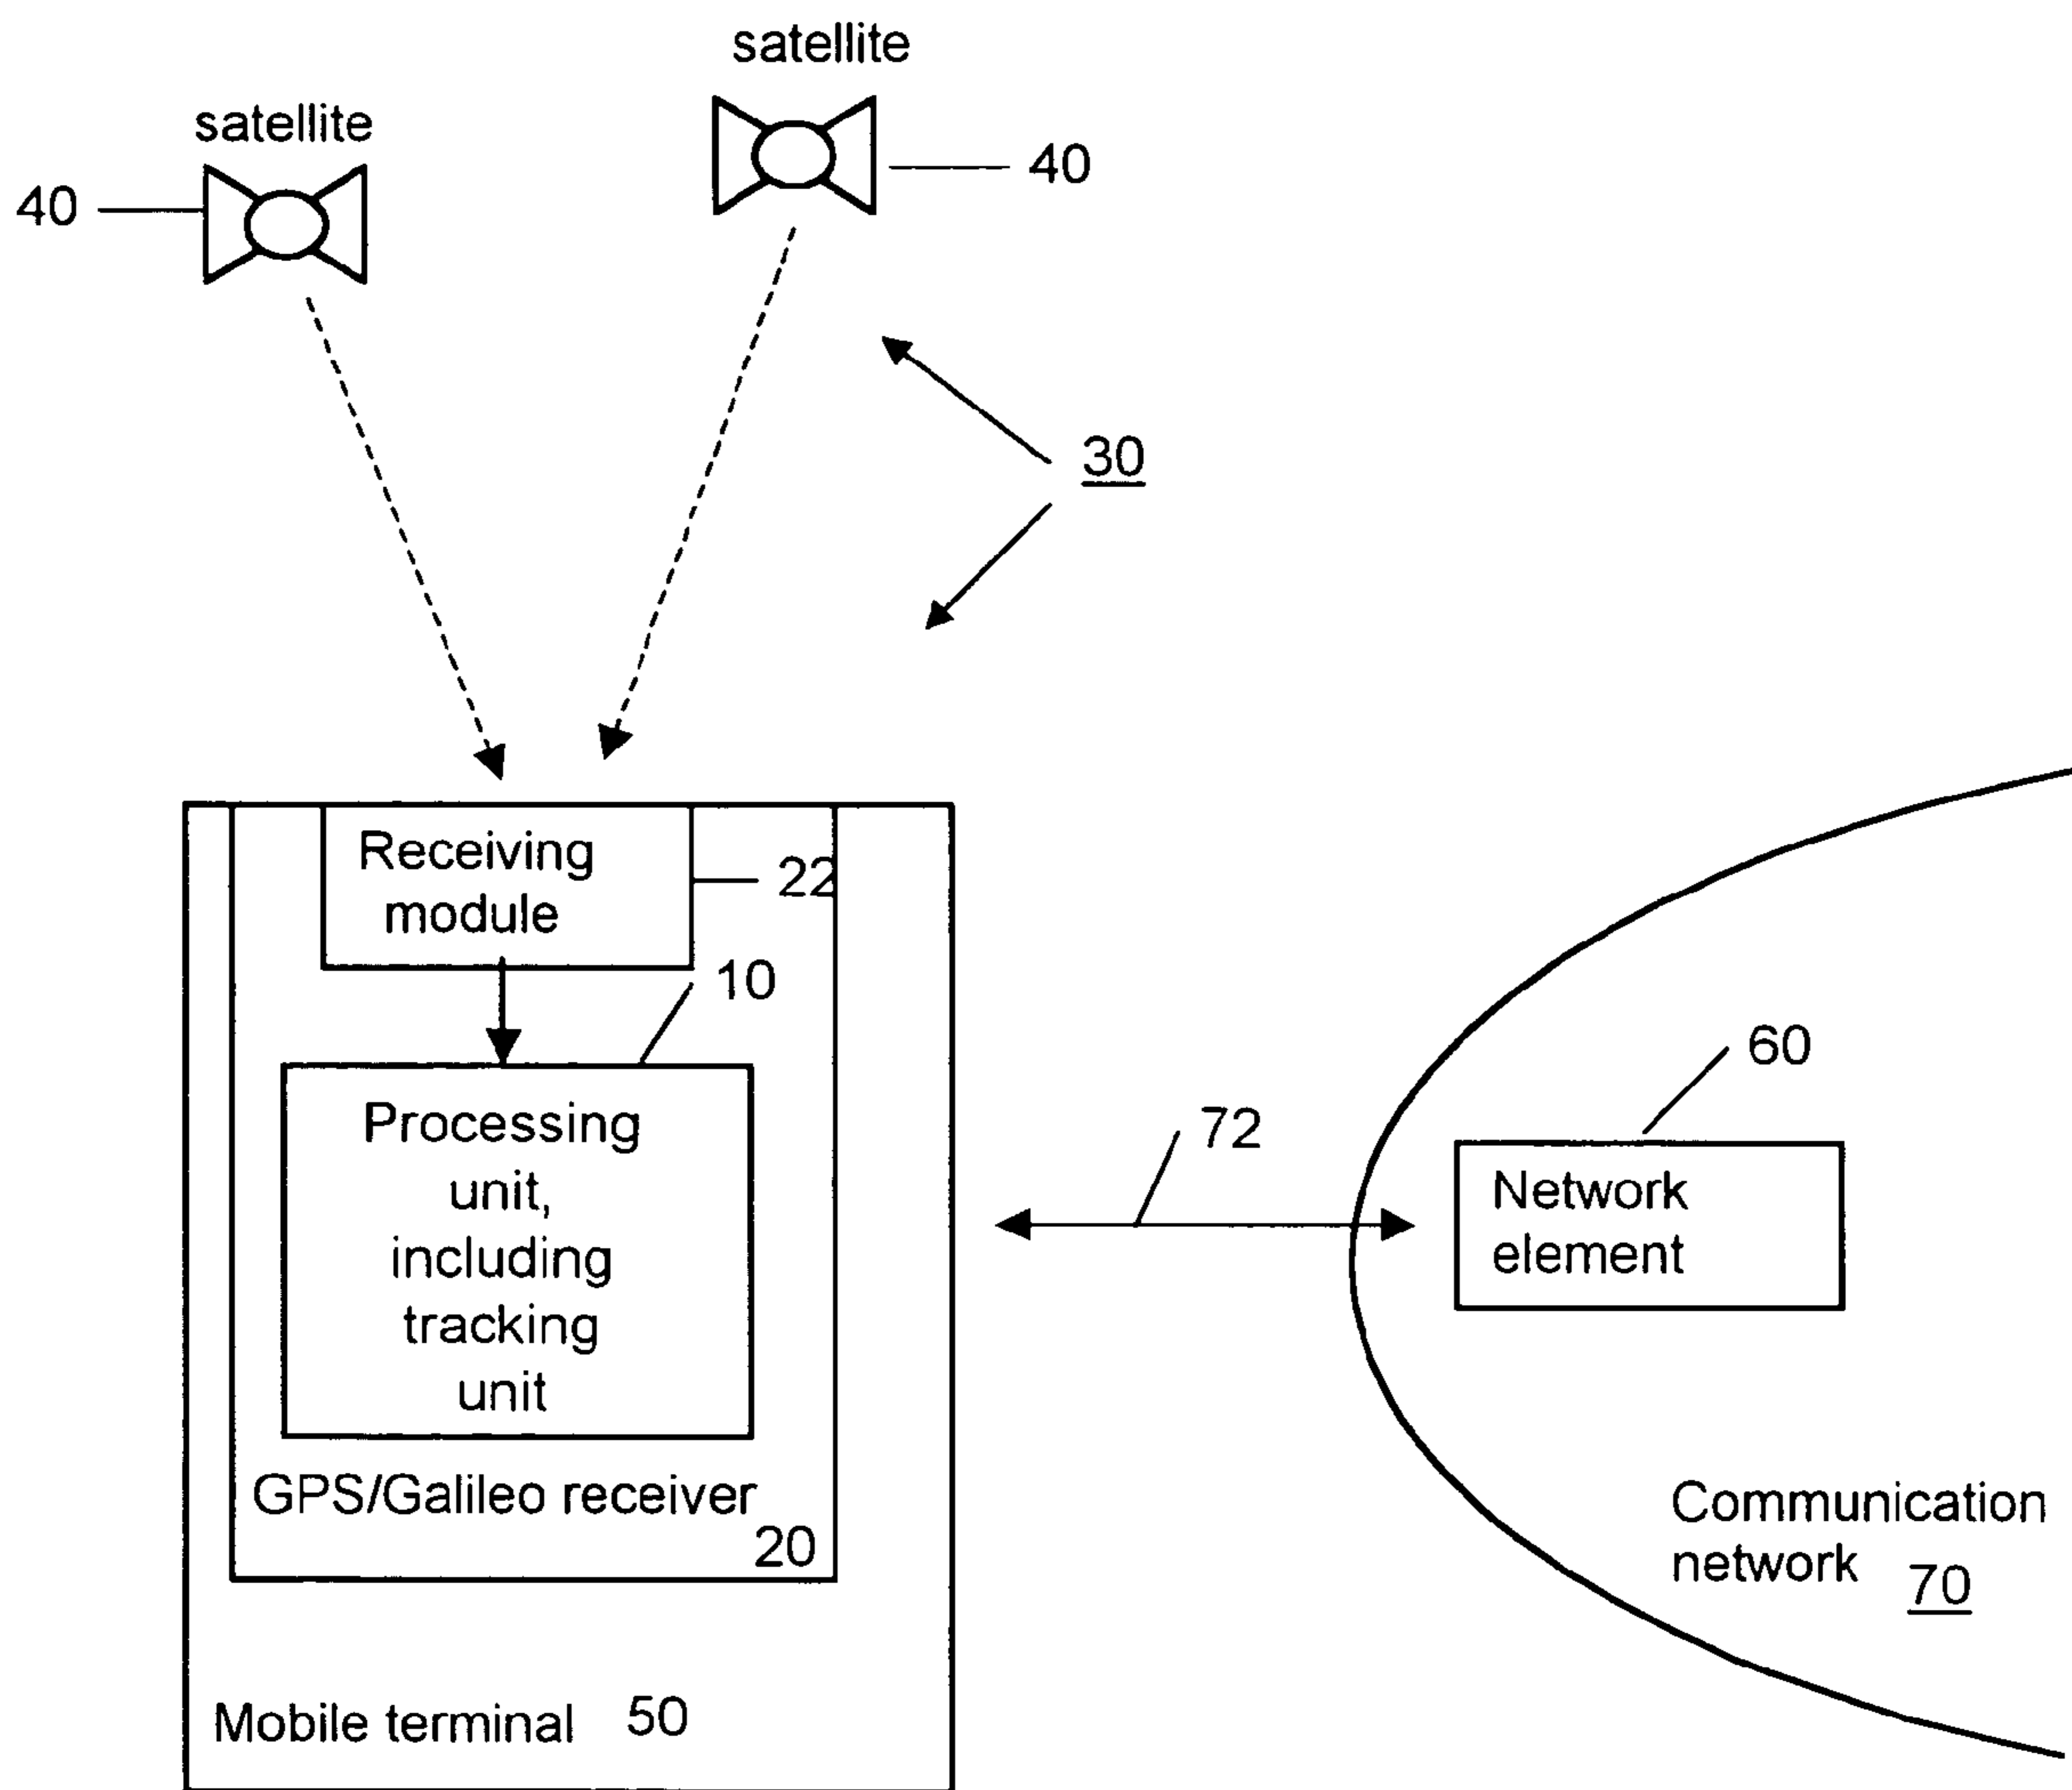 satellite
satellite
40
40
30
Receiving
module
22
10
Processing
unit,
including
tracking
unit
GPS/Galileo receiver
20
Mobile terminal 50
72
60
Network
element
Communication
network 70